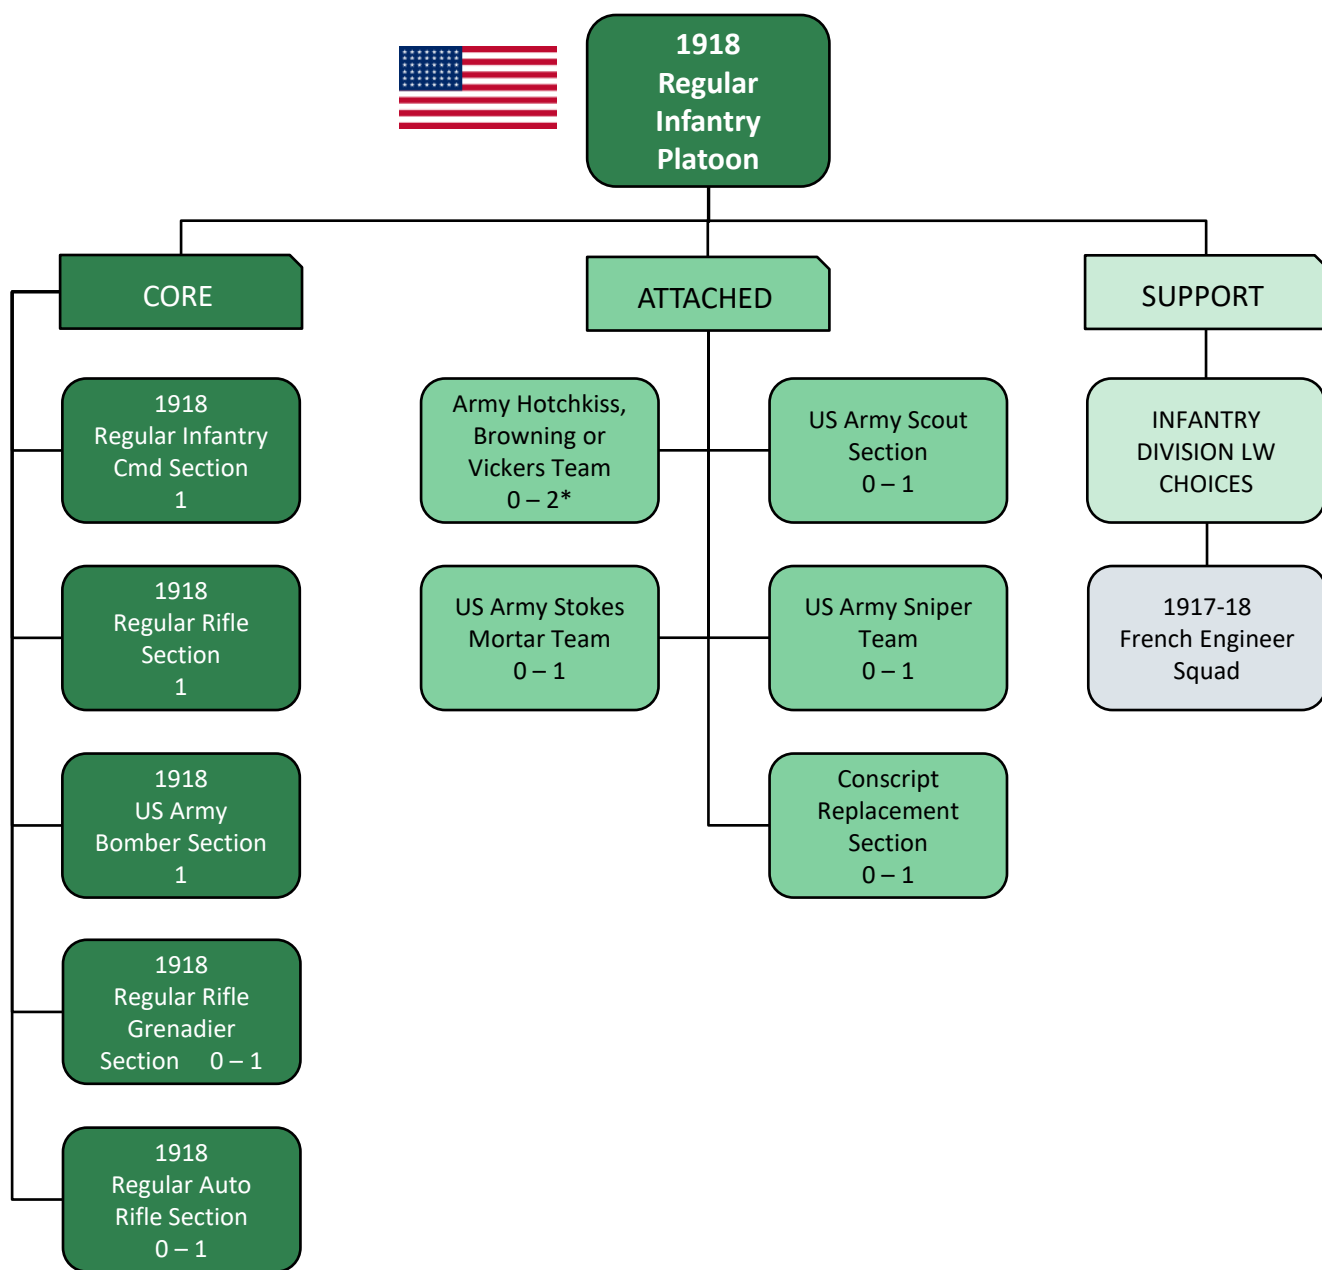 1918
Regular
Infantry
Platoon
CORE
1918
Regular Infantry
Cmd Section
1
1918
Regular Rifle
Section
1
1918
US Army
Bomber Section
1
1918
Regular Rifle
Grenadier
Section 0 – 1
1918
Regular Auto
Rifle Section
0 – 1
ATTACHED
Army Hotchkiss,
Browning or
Vickers Team
0 – 2*
US Army Stokes
Mortar Team
0 – 1
US Army Scout
Section
0 – 1
US Army Sniper
Team
0 – 1
Conscript
Replacement
Section
0 – 1
SUPPORT
INFANTRY
DIVISION LW
CHOICES
1917-18
French Engineer
Squad